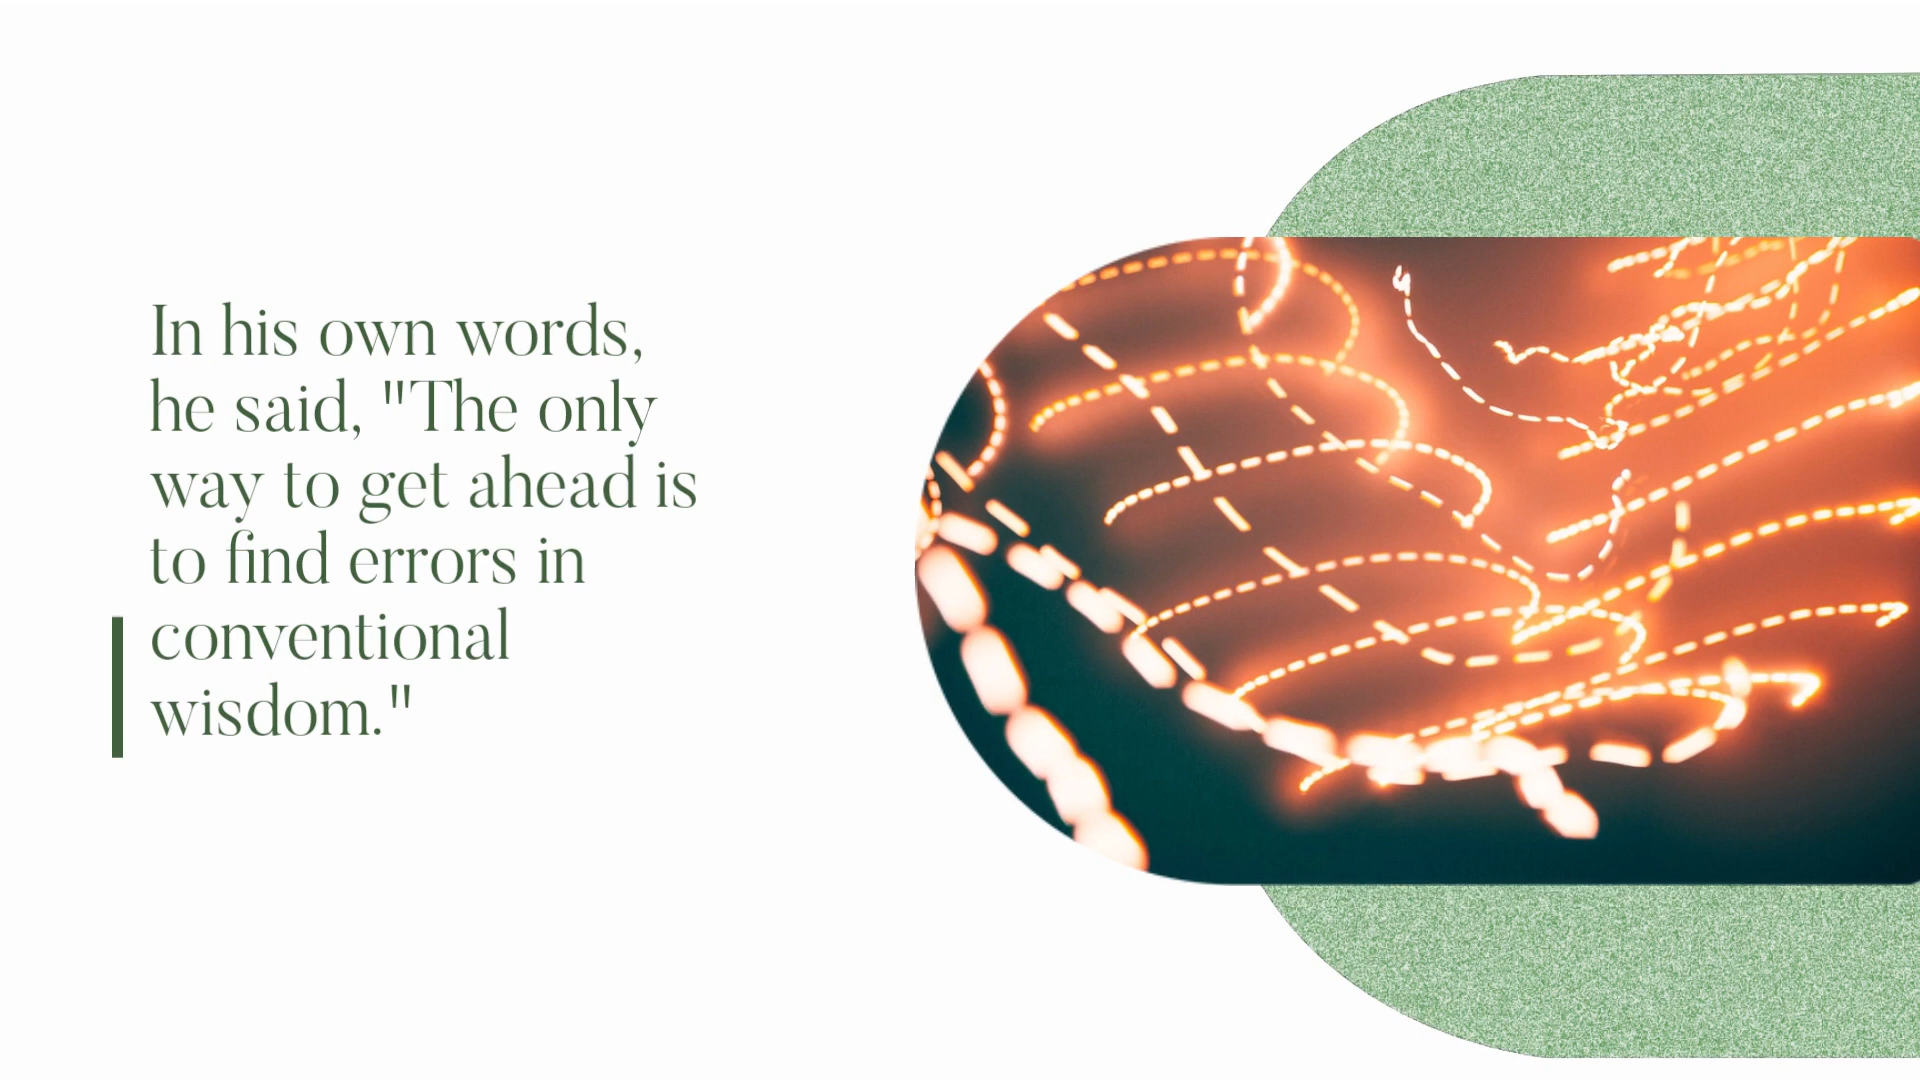 In his own words,
he said, "The only
way to get ahead is
to find errors in
conventional
wisdom."